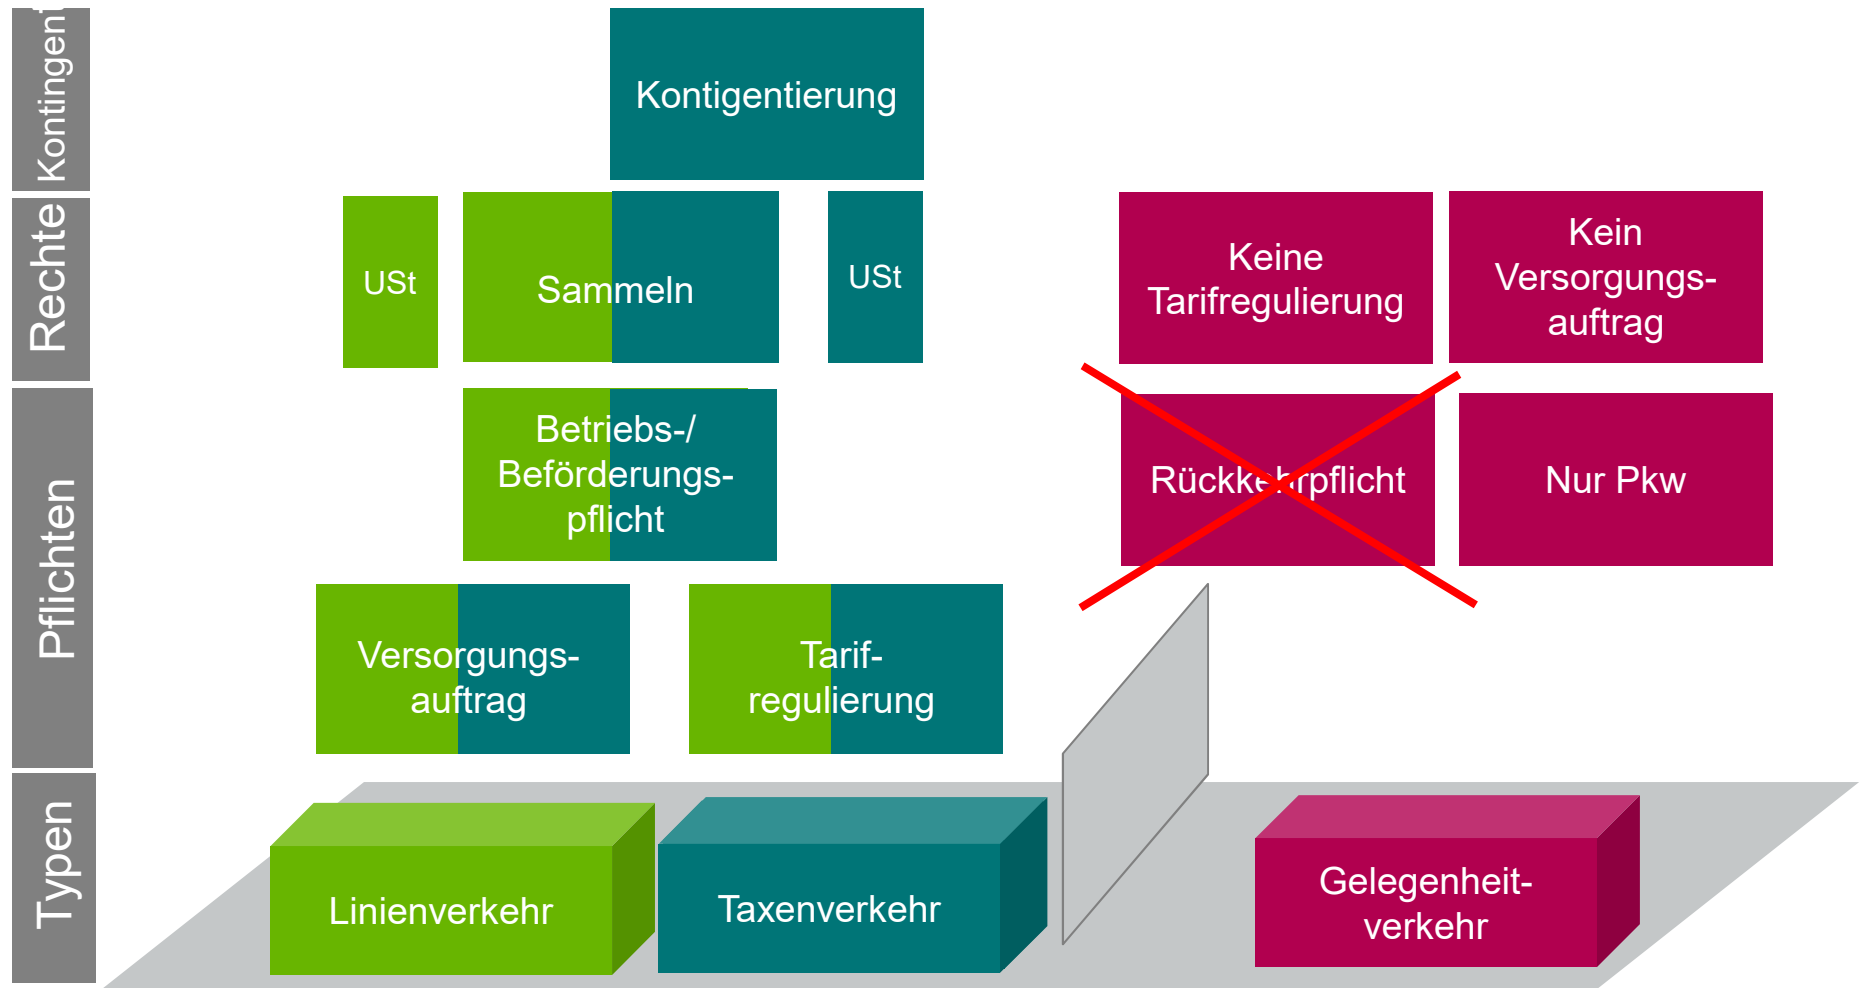 Kontingent
Kontigentierung
Rechte
USt
Sammeln
USt
Keine
Tarifregulierung
Kein
Versorgungs-
auftrag
Pflichten
Betriebs-/
Beförderungs-
pflicht
Rückkehrpflicht
Nur Pkw
Versorgungs-
auftrag
Tarif-
regulierung
Typen
Linienverkehr
Taxenverkehr
Gelegenheit-
verkehr